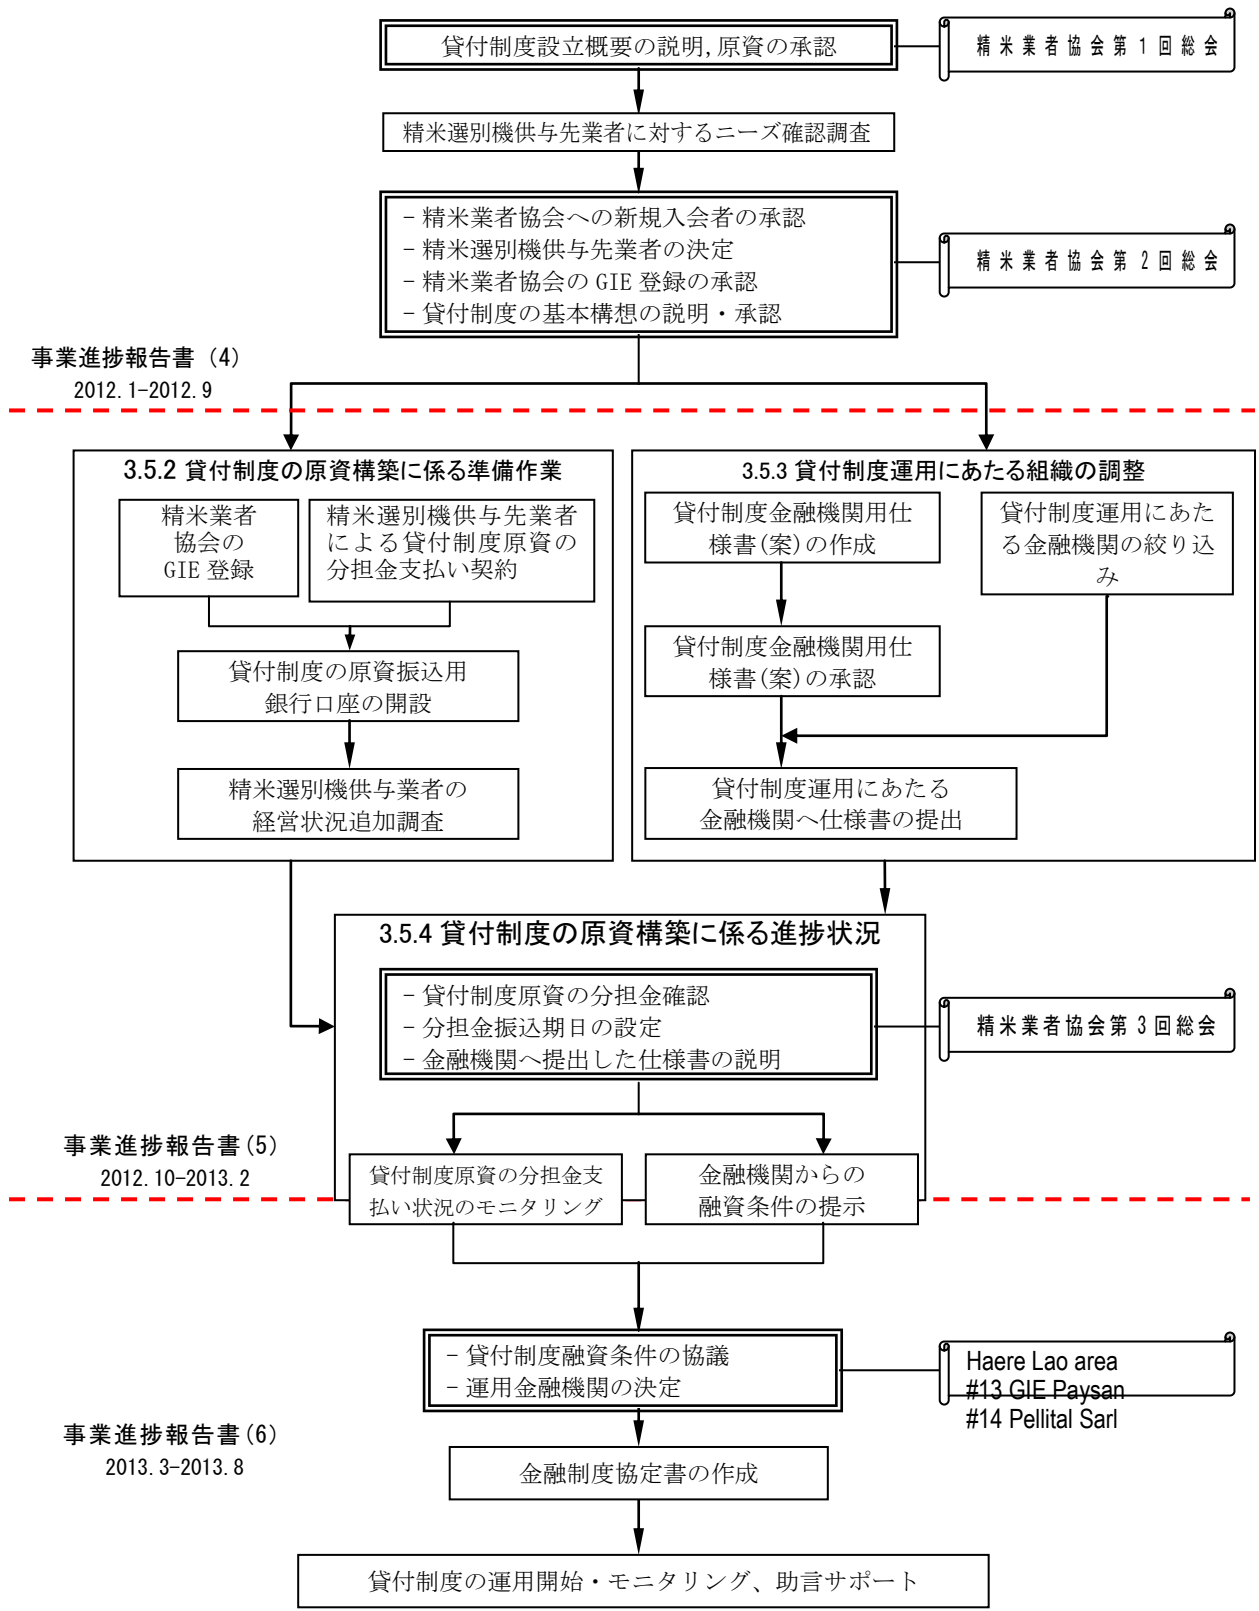 貸付制度設立概要の説明,原資の承認
精米業者協会第1回総会
精米選別機供与先業者に対するニーズ確認調査
－精米業者協会への新規入会者の承認
－精米選別機供与先業者の決定
－精米業者協会の GIE 登録の承認
－貸付制度の基本構想の説明・承認
精米業者協会第2回総会
事業進捗報告書（4）
2012.1-2012.9
3.5.2 貸付制度の原資構築に係る準備作業
精米業者
協会の
GIE 登録
精米選別機供与先業者
による貸付制度原資の
分担金支払い契約
貸付制度の原資振込用
銀行口座の開設
精米選別機供与業者の
経営状況追加調査
3.5.3 貸付制度運用にあたる組織の調整
貸付制度金融機関用仕
様書(案)の作成
貸付制度運用にあた
る金融機関の絞り込
み
貸付制度金融機関用仕
様書(案)の承認
貸付制度運用にあたる
金融機関へ仕様書の提出
3.5.4 貸付制度の原資構築に係る進捗状況
－貸付制度原資の分担金確認
－分担金振込期日の設定
－金融機関へ提出した仕様書の説明
精米業者協会第3回総会
事業進捗報告書(5)
2012.10-2013.2
貸付制度原資の分担金支
払い状況のモニタリング
金融機関からの
融資条件の提示
－貸付制度融資条件の協議
－運用金融機関の決定
Haere Lao area
#13 GIE Paysan
#14 Pellital Sarl
事業進捗報告書(6)
2013.3-2013.8
金融制度協定書の作成
貸付制度の運用開始・モニタリング、助言サポート